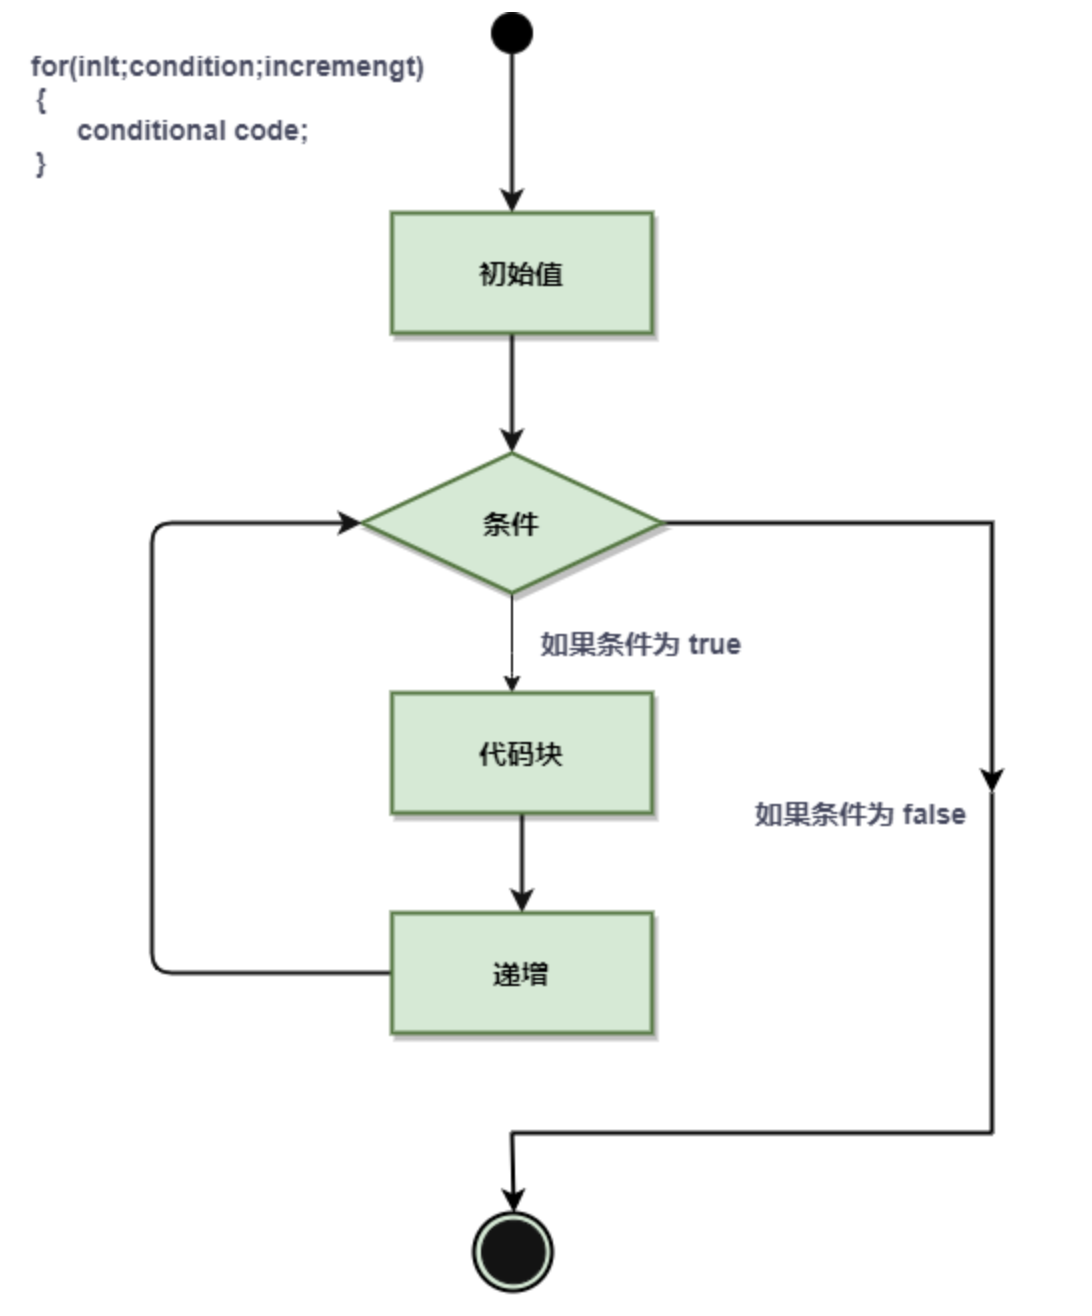 for(inIt;condition;incremengt)
{
conditional code;
}
初始值
条件
如果条件为 true
代码块
如果条件为 false
递增